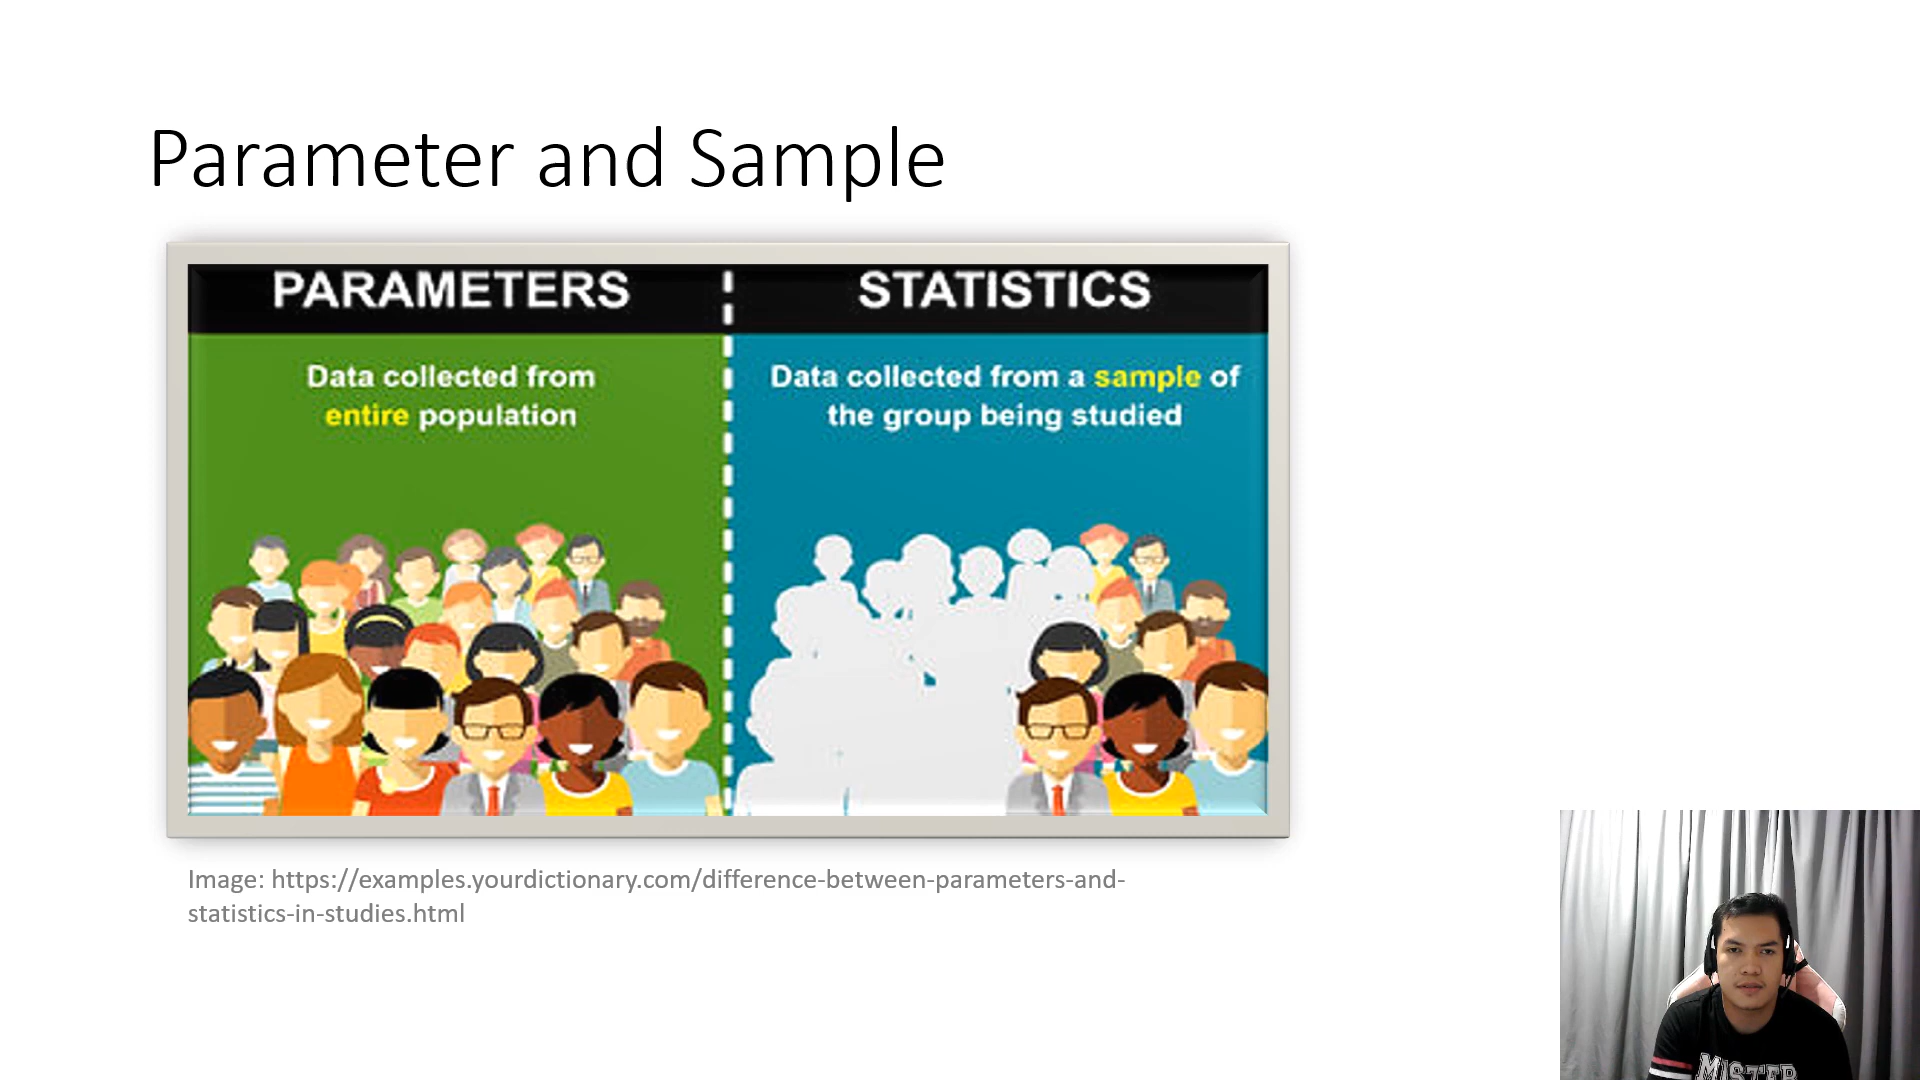 Parameter and Sample
PARAMETERS
STATISTICS
Data collected from
entire population
Data collected from a sample of
the group being studied
Image: https://examples.yourdictionary.com/difference-between-parameters-and-
statistics-in-studies.html
MISTER